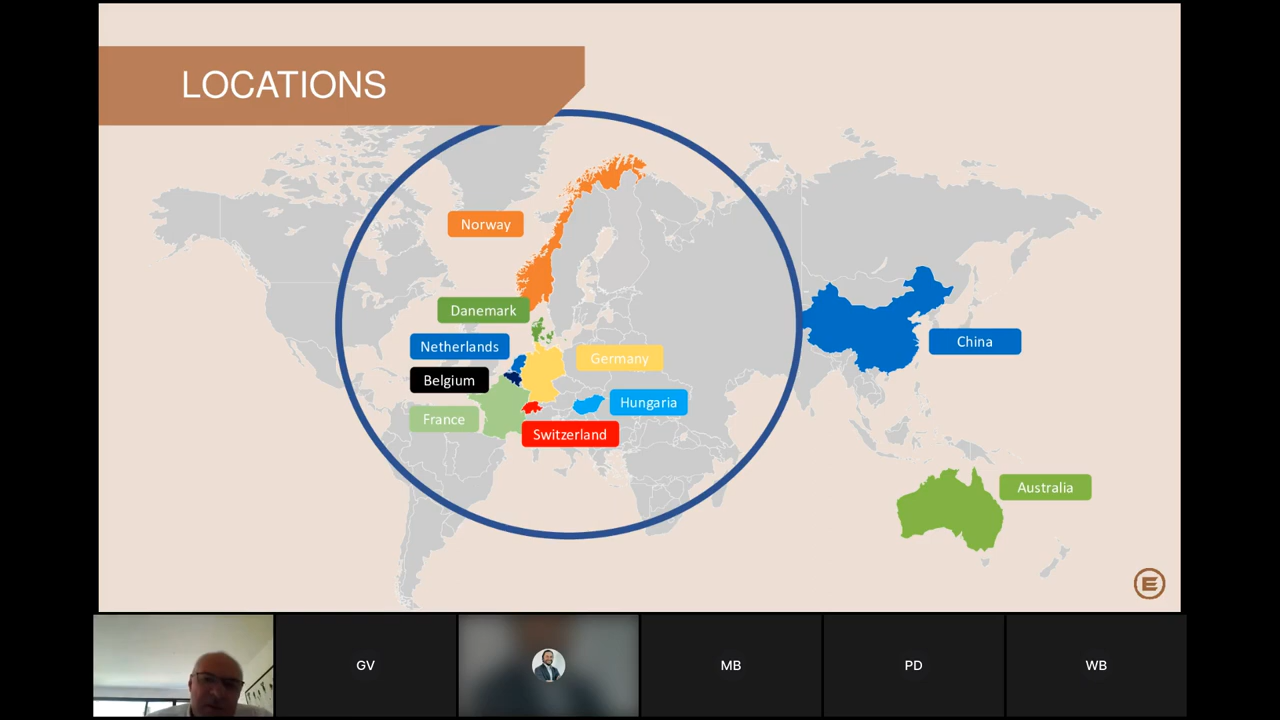 LOCATIONS
Norway
Danemark
Netherlands
Germany
China
Belgium
Hungaria
France
Switzerland
Australia
E
GV
MB
PD
WB